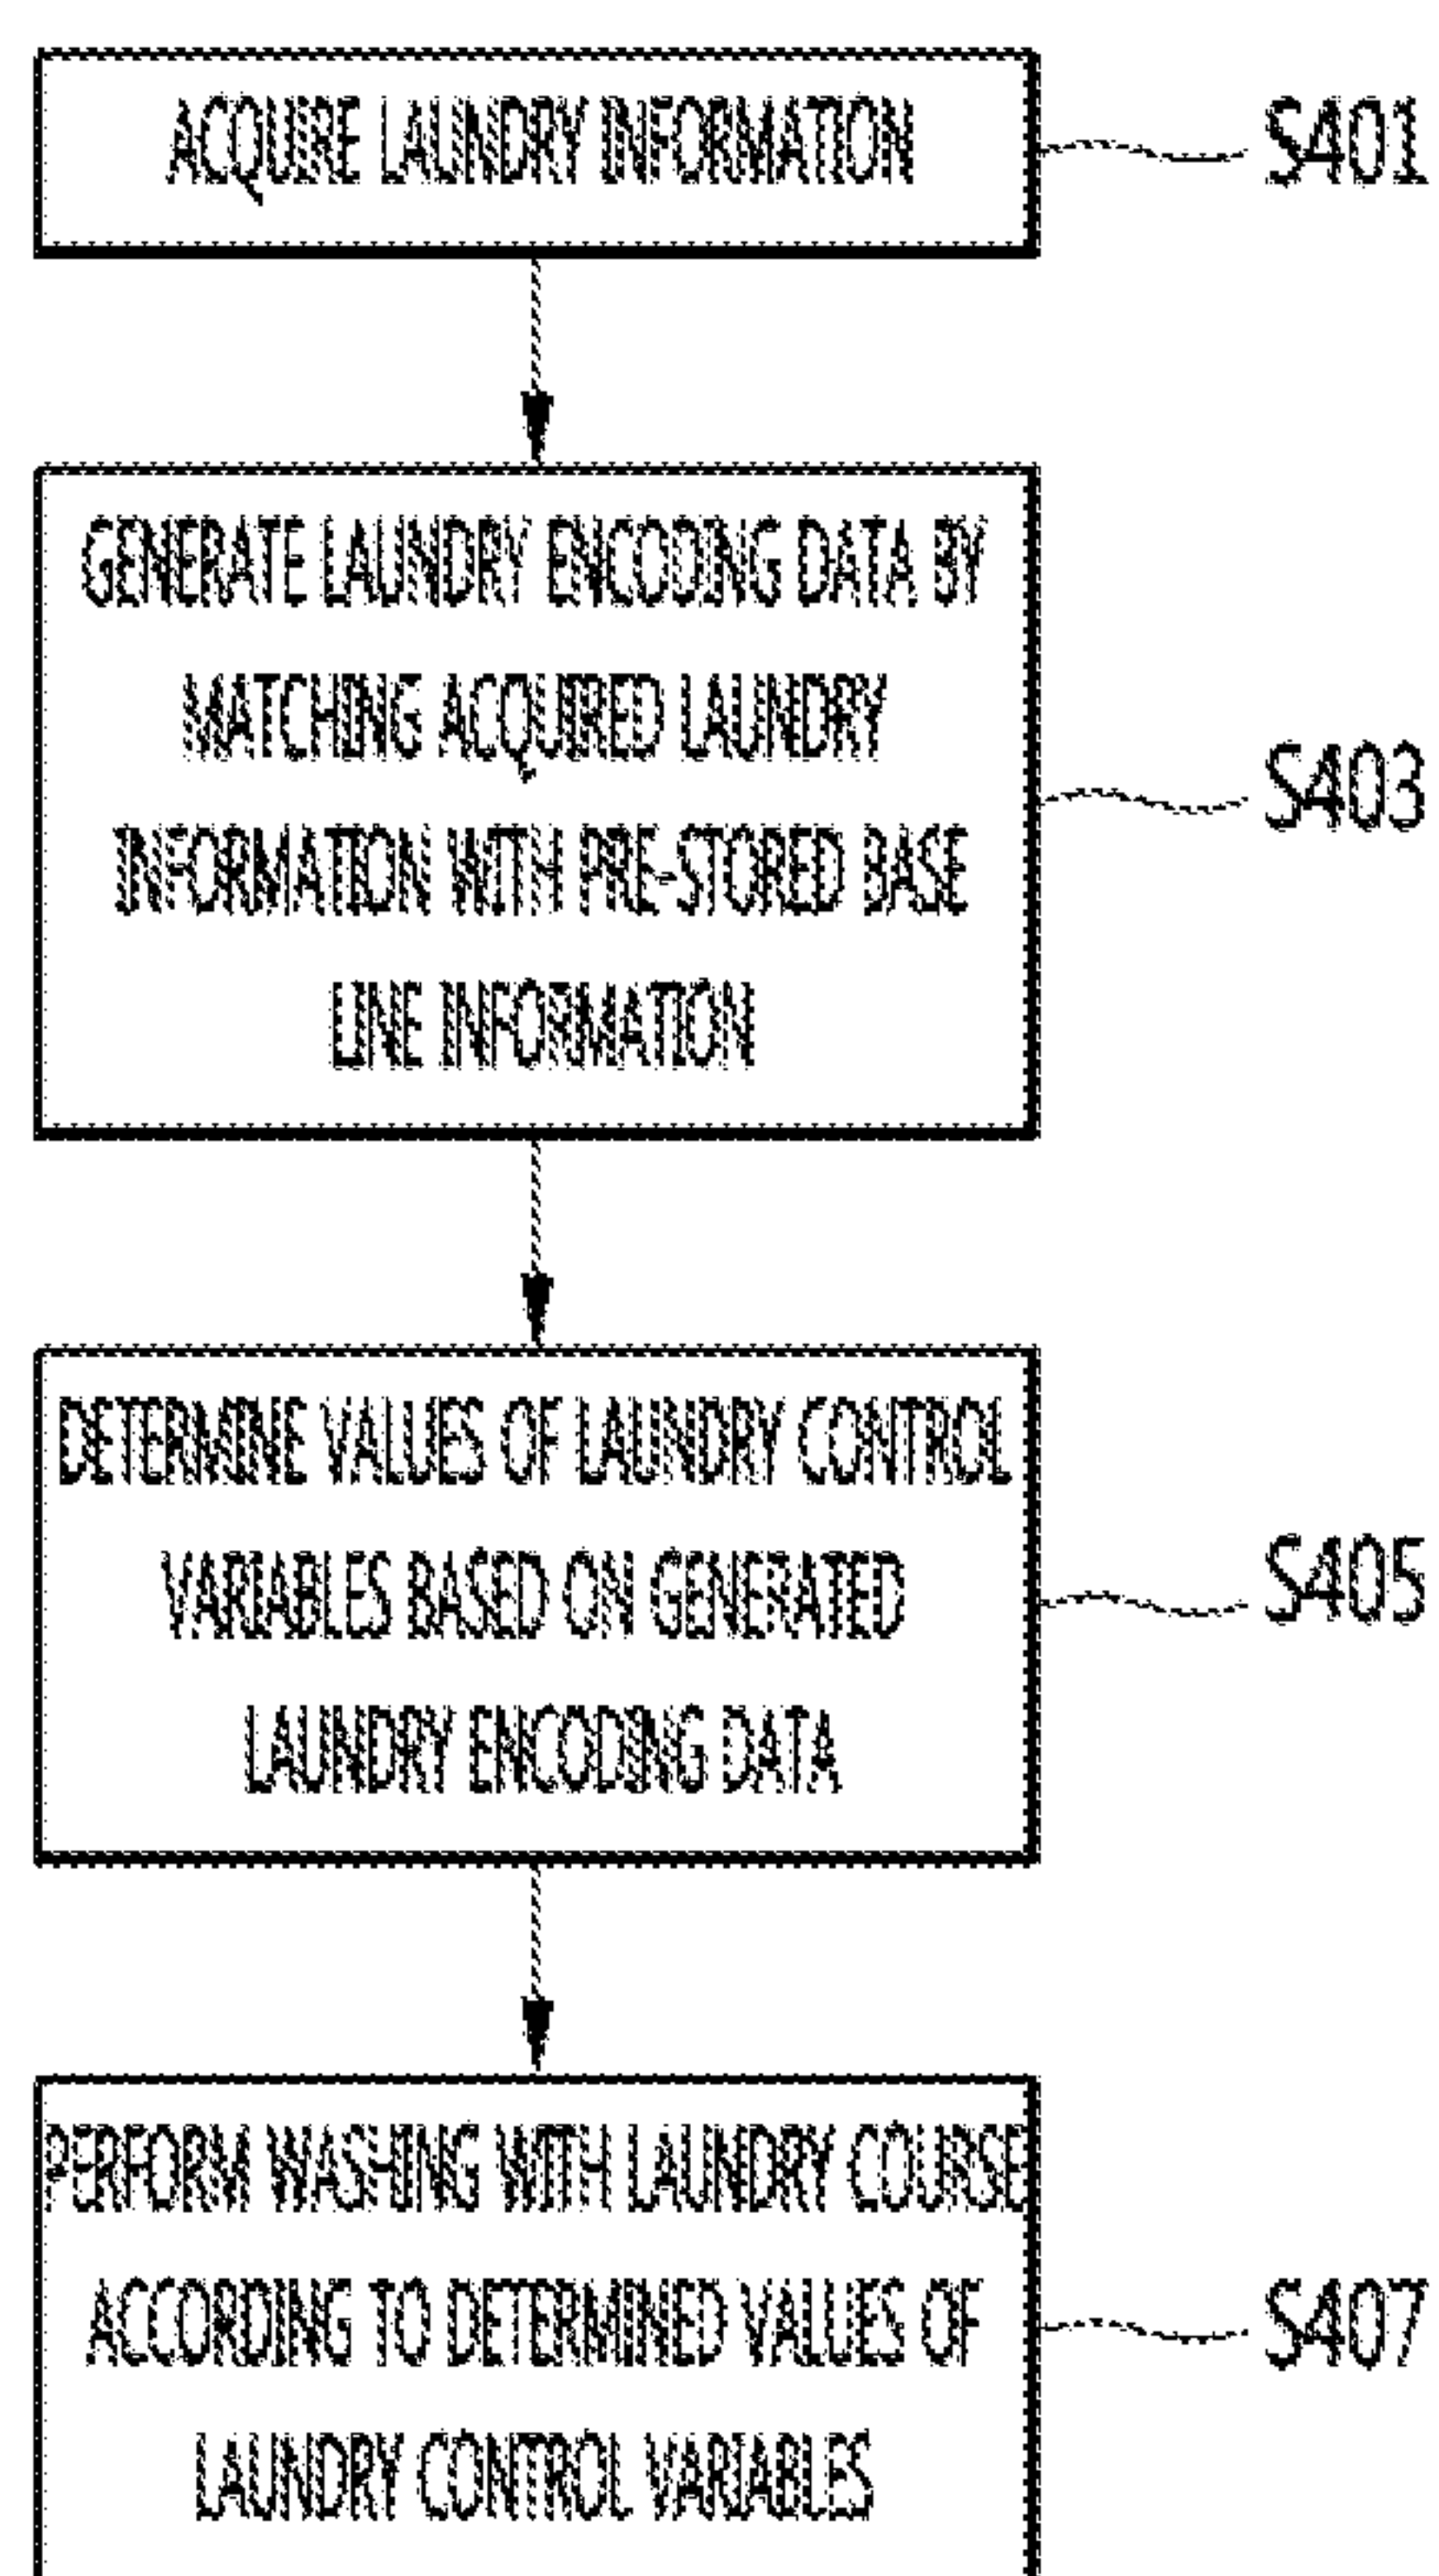 ACQUIRE LAUNDRY INFORMATION
S401
GENERATE LAUNDRY ENCODING DATA BY
MATCHING ACQUIRED LAUNDRY
INFORMATION WITH PRE-STORED BASE
LINE INFORMATION
S403
DETERMINE VALUES OF LAUNDRY CONTROL
VARIABLES BASED ON GENERATED
LAUNDRY ENCODING DATA
S405
PERFORM WASHING WITH LAUNDRY COURSE
ACCORDING TO DETERMINED VALUES OF
LAUNDRY CONTROL VARIABLES
S407